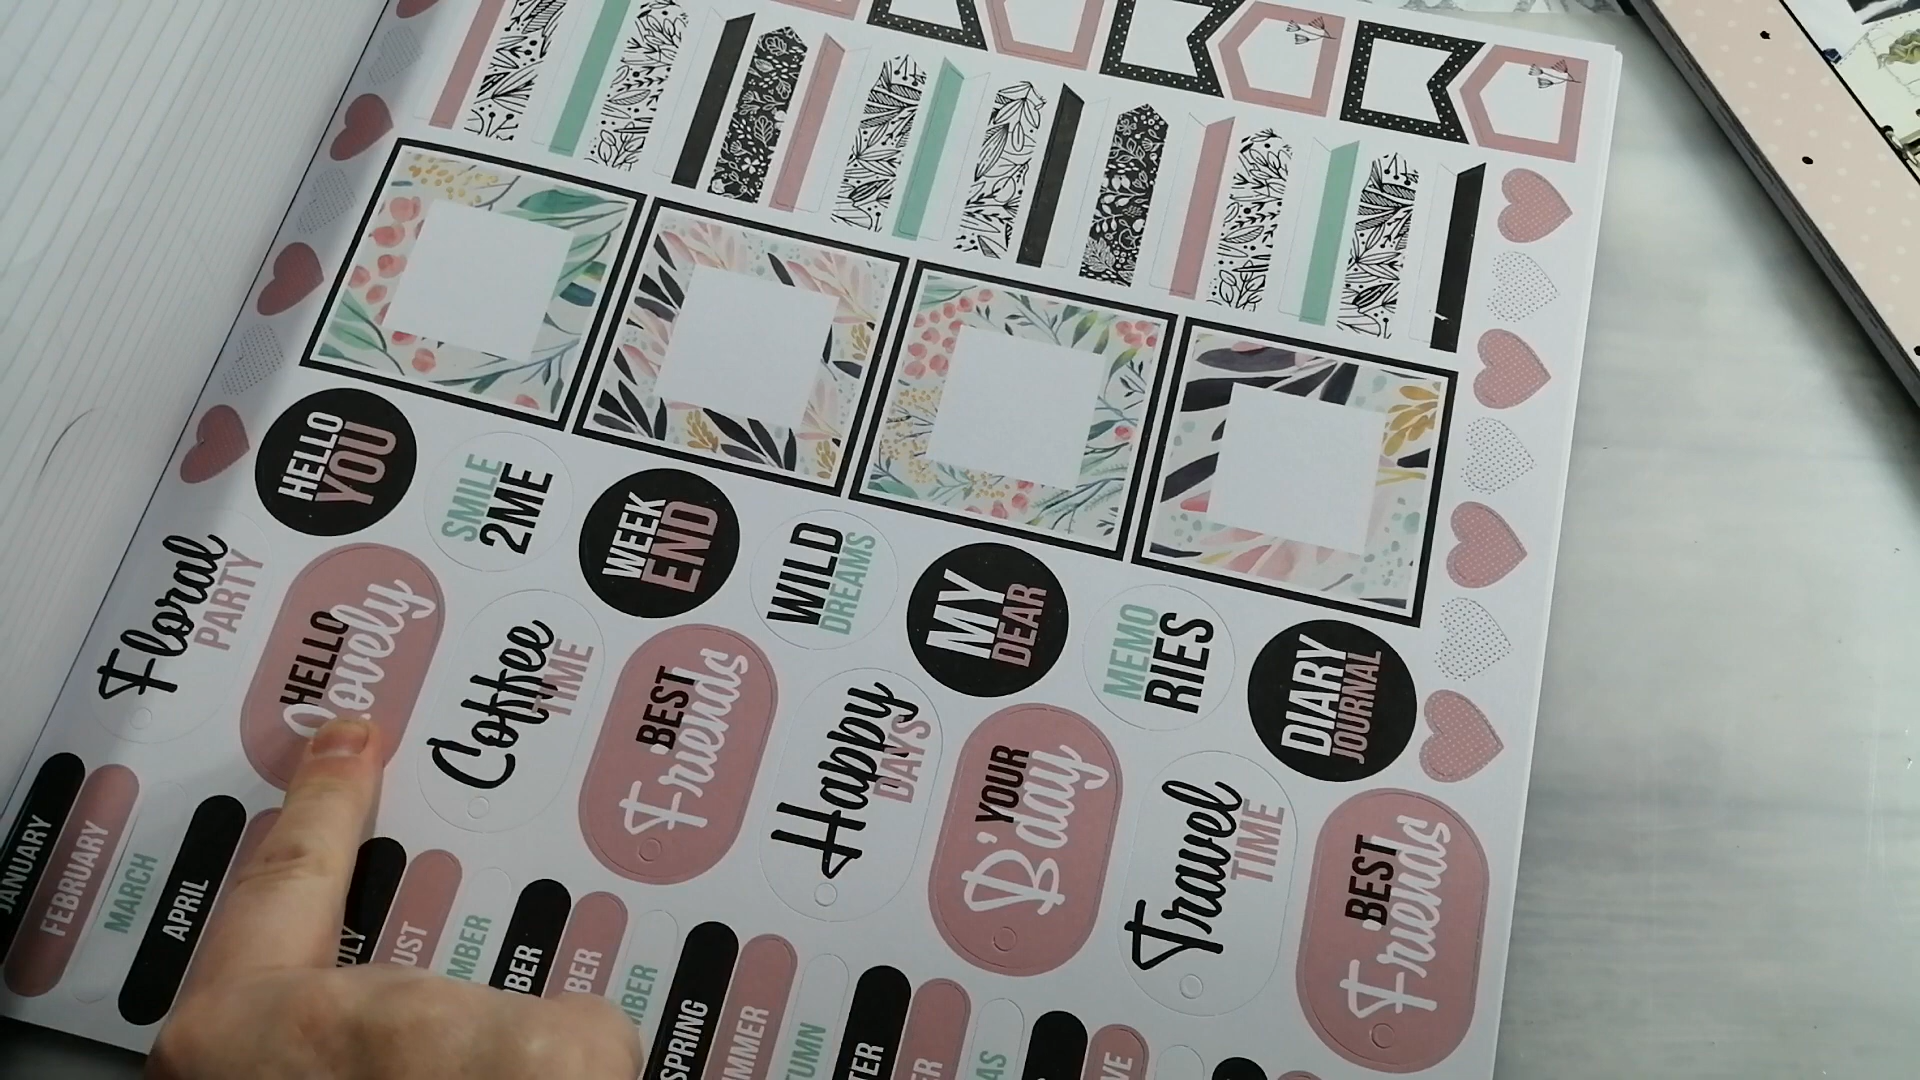 HELLO
YOU
SMILE
2ME
WEEK
END
WILD
DREAMS
MY
DEAR
MEMO
RIES
DIARY
JOURNAL
Floral
PARTY
HELLO
Lovely
Coffee
TIME
BEST
Friends
Happy
DAYS
YOUR
B'day
Travel
TIME
BEST
Friends
JANUARY
FEBRUARY
MARCH
APRIL
SPRING